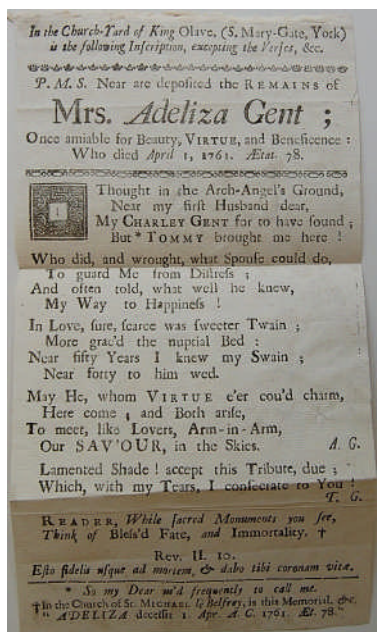 In the Church-Yard of King Olave, (S. Mary-Gate, York)
is the following Inscription, excepting the Verses, &c.
P. M. S. Near are deposited the REMAINS of
Mrs. Adeliza Gent ;
Once amiable for Beauty, VIRTUE, and Beneficence :
Who died April 1, 1761. Ætat. 78.
I Thought in the Arch-Angel's Ground,
Near my firſt Husband dear,
My CHARLEY GENT for to have found ;
But * TOMMY brought me here !
Who did, and wrought, what Spouse could do,
To guard Me from Diſtreſs ;
And often told, what well he knew,
My Way to Happineſs !
In Love, ſure, ſcarce was ſweeter Twain ;
More grac'd the nuptial Bed :
Near fifty Years I knew my Swain ;
Near forty to him wed.
May He, whom VIRTUE e'er cou'd charm,
Here come ; and Both ariſe,
To meet, like Lovers, Arm-in-Arm,
Our SAV'OUR, in the Skies. A. G.
Lamented Shade ! accept this Tribute, due ;
Which, with my Tears, I conſecrate to You !
T. G.
READER, While ſacred Monuments you ſee,
Think of Bleſs'd Fate, and Immortality. †
Rev. II. 10.
Eſto fidelis uſque ad mortem, & dabo tibi coronam vitæ.
* So my Dear us'd frequently to call me.
† In the Church of St. MICHAEL le Belfrey, is this Memorial, &c.
" ADELIZA deceſſit 1. Apr. A. C. 1761. Æt. 78."